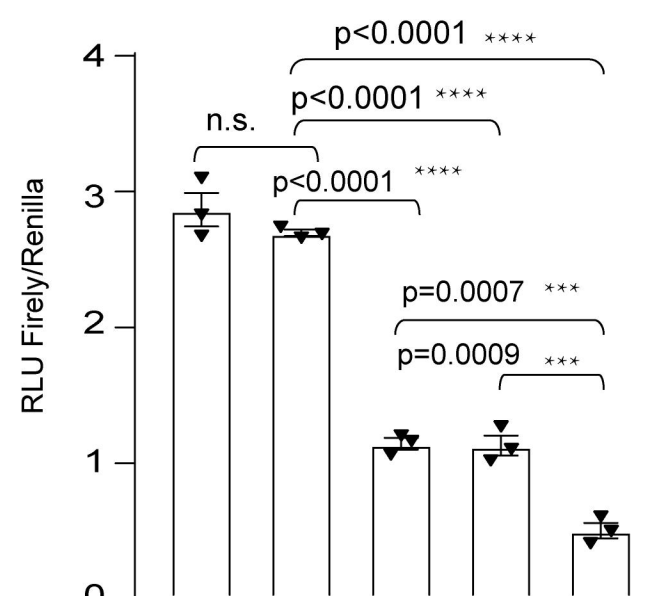 p<0.0001 ****
4
p<0.0001 ****
n.s.
p<0.0001 ****
3
p=0.0007 ***
2
p=0.0009 ***
1
0
RLU Firely/Renilla